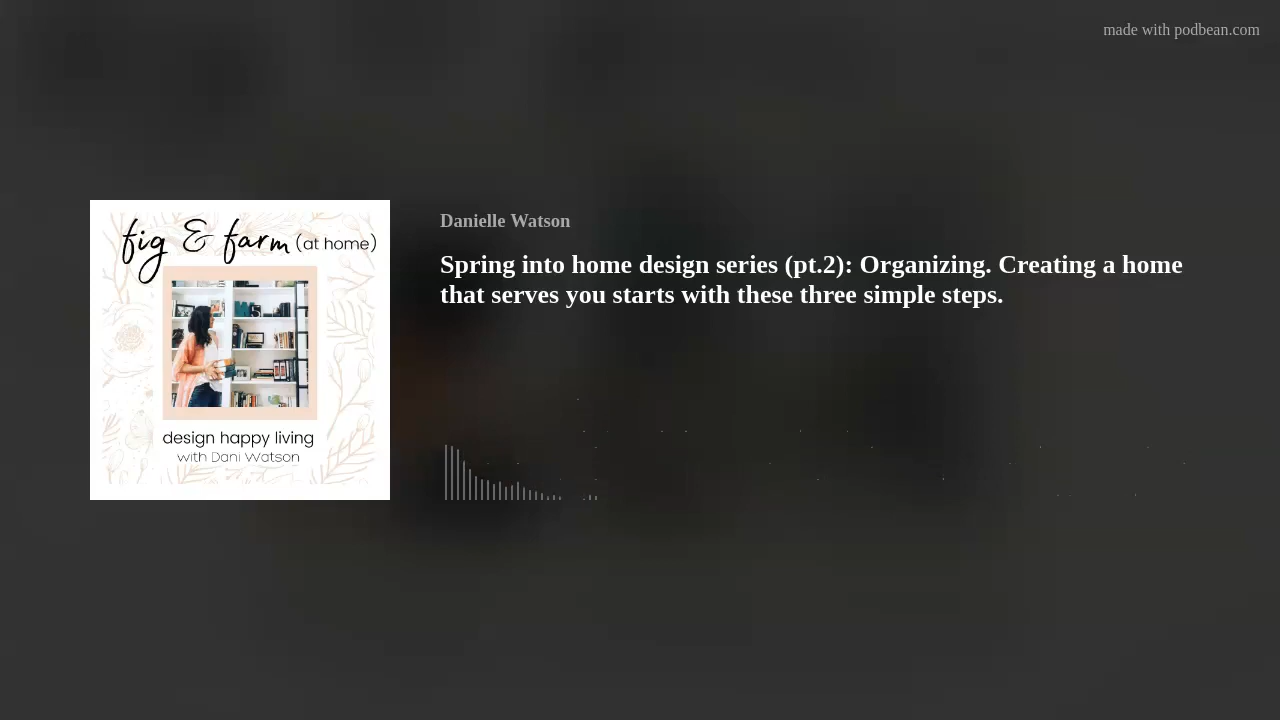 made with podbean.com
fig & farm (at home)
design happy living
with Dani Watson
Danielle Watson
Spring into home design series (pt.2): Organizing. Creating a home
that serves you starts with these three simple steps.